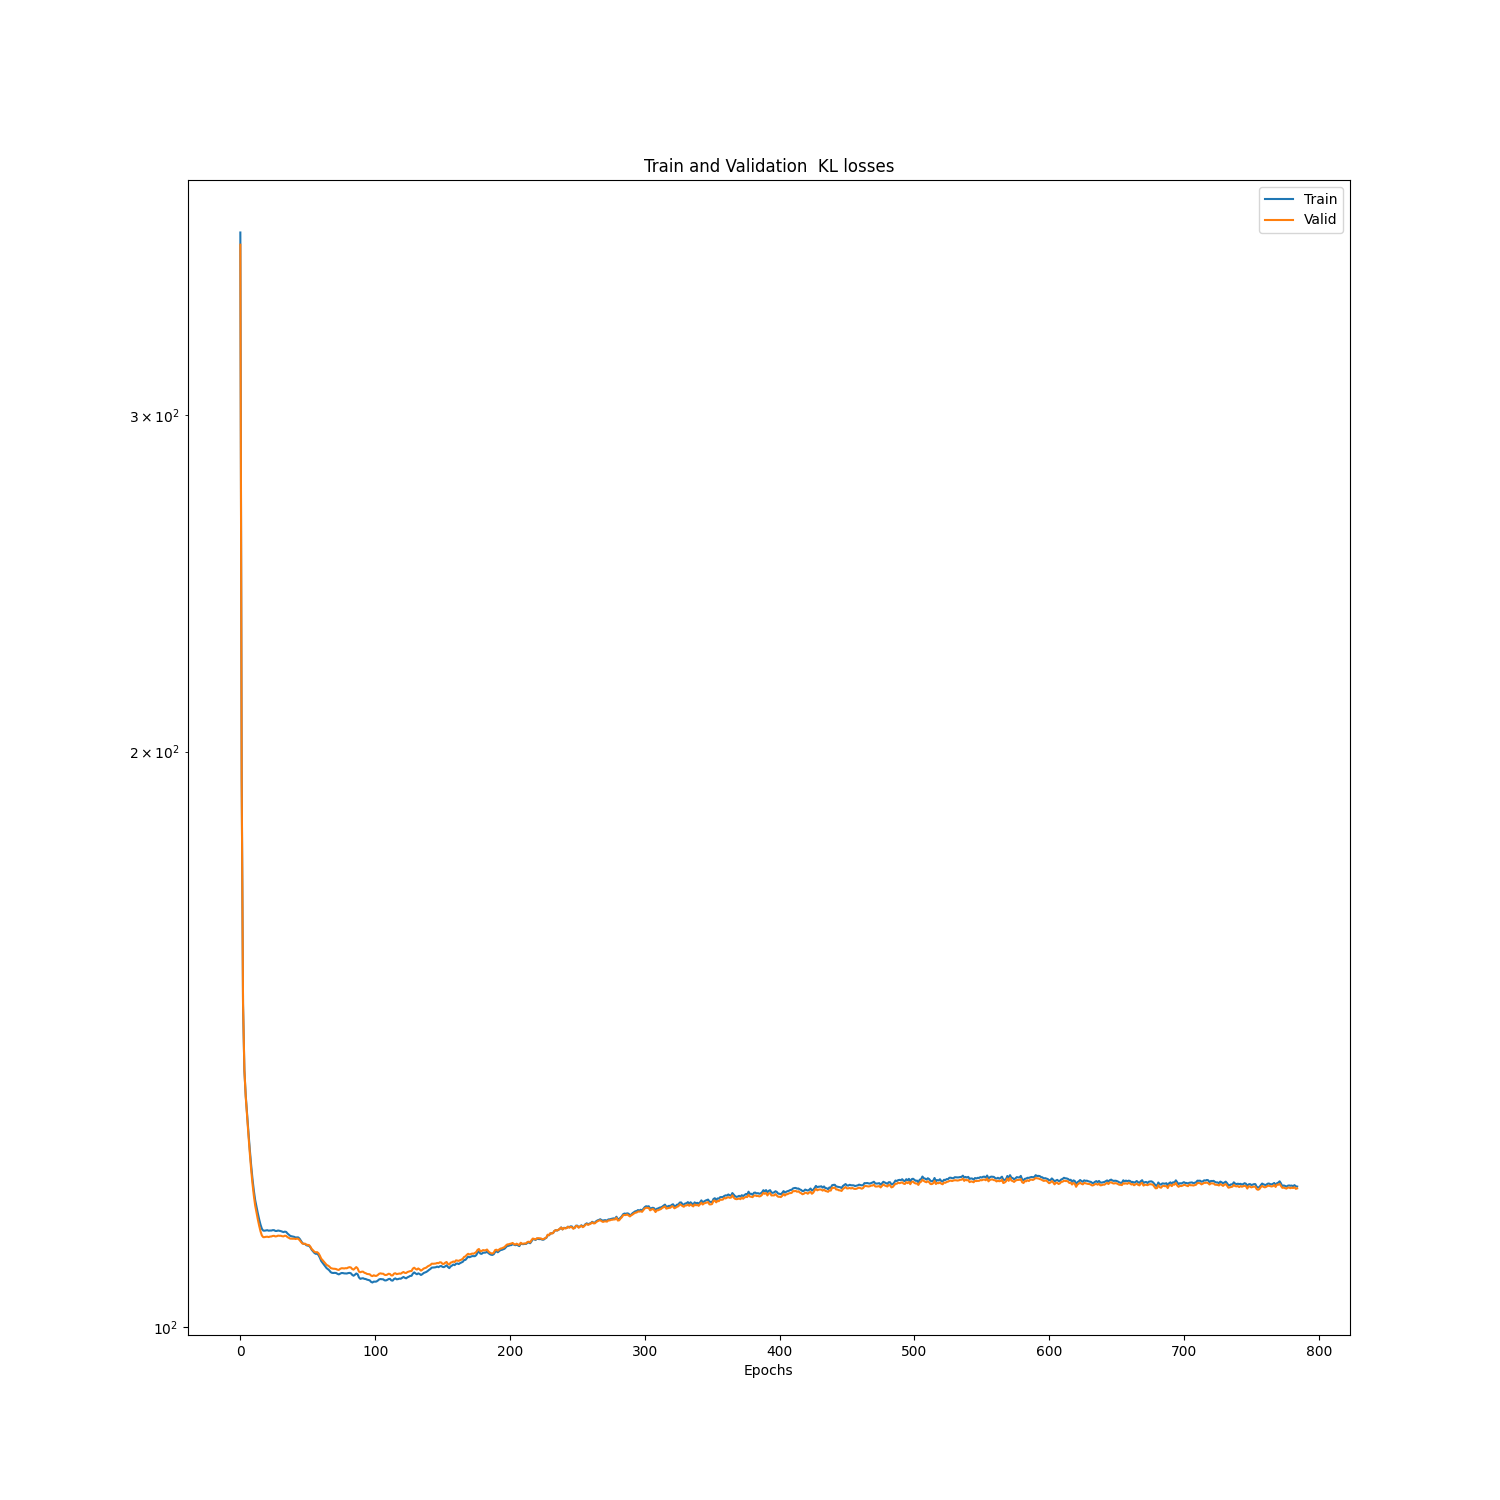 Train and Validation  KL losses
Train
Valid
3 × 10²
2 × 10²
10²
0 100 200 300 400 500 600 700 800
Epochs